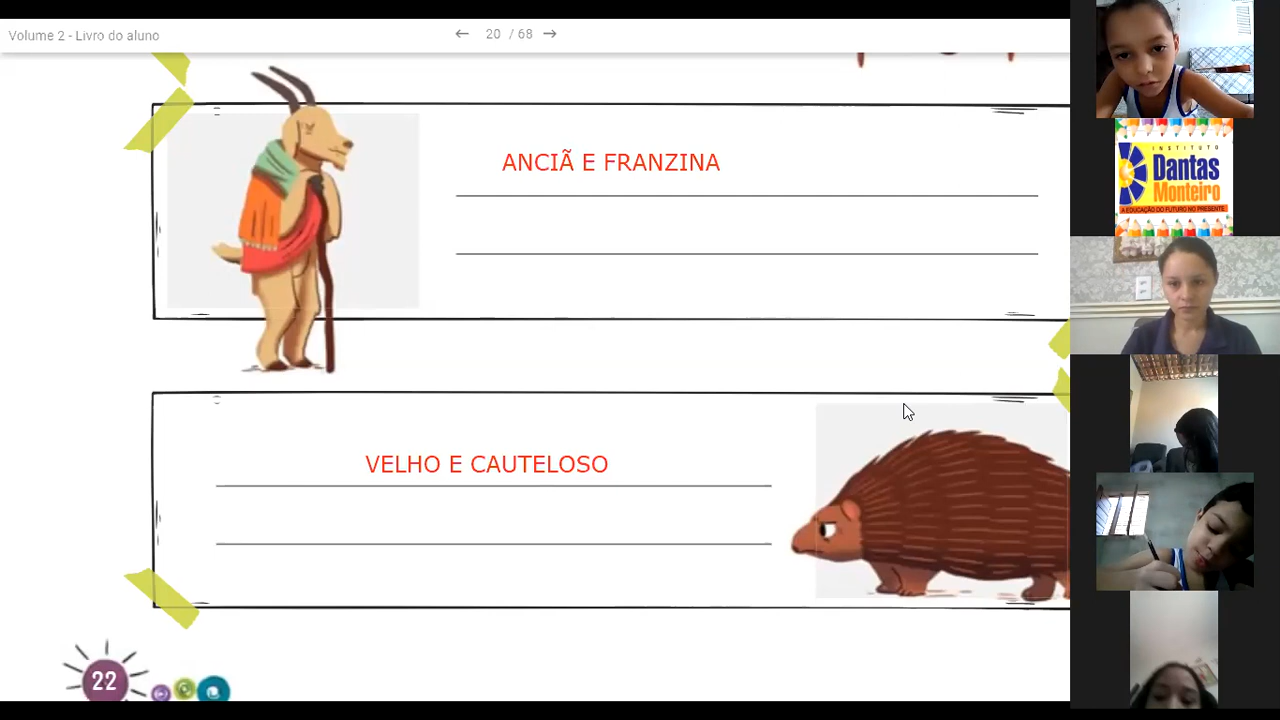 Volume 2 - Livro do aluno
← 20 / 68 →
ANCIÃ E FRANZINA
VELHO E CAUTELOSO
22
INSTITUTO
Dantas
Monteiro
A EDUCAÇÃO DO FUTURO NO PRESENTE